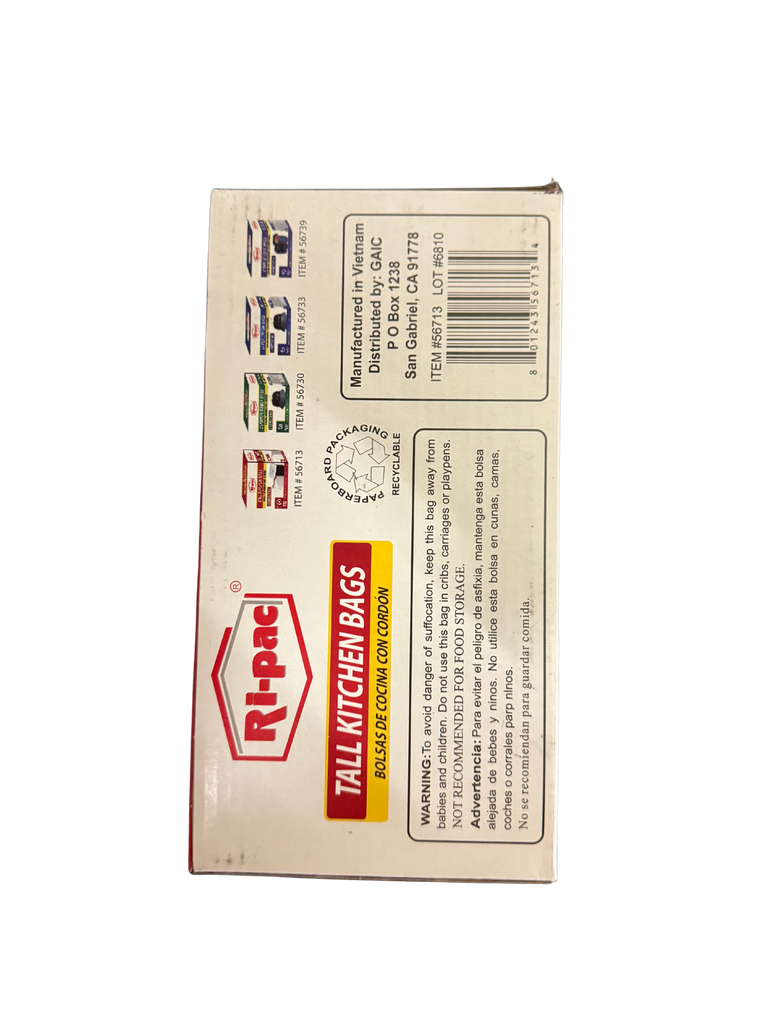 Ri-pac®
TALL KITCHEN BAGS
BOLSAS DE COCINA CON CORDÓN
WARNING:To avoid danger of suffocation, keep this bag away from
babies and children. Do not use this bag in cribs, carriages or playpens.
NOT RECOMMENDED FOR FOOD STORAGE.
Advertencia: Para evitar el peligro de asfixia, mantenga esta bolsa
alejada de bebes y ninos. No utilice esta bolsa en cunas, camas,
coches o corrales parp nInos.
No se recomiendan para guardar comida.
ITEM # 56713
ITEM # 56730
ITEM # 56733
ITEM # 56739
PAPERBOARD PACKAGING
RECYCLABLE
Manufactured in Vietnam
Distributed by: GAIC
P O Box 1238
San Gabriel, CA 91778
ITEM #56713 LOT #6810
8 01243 56713 4